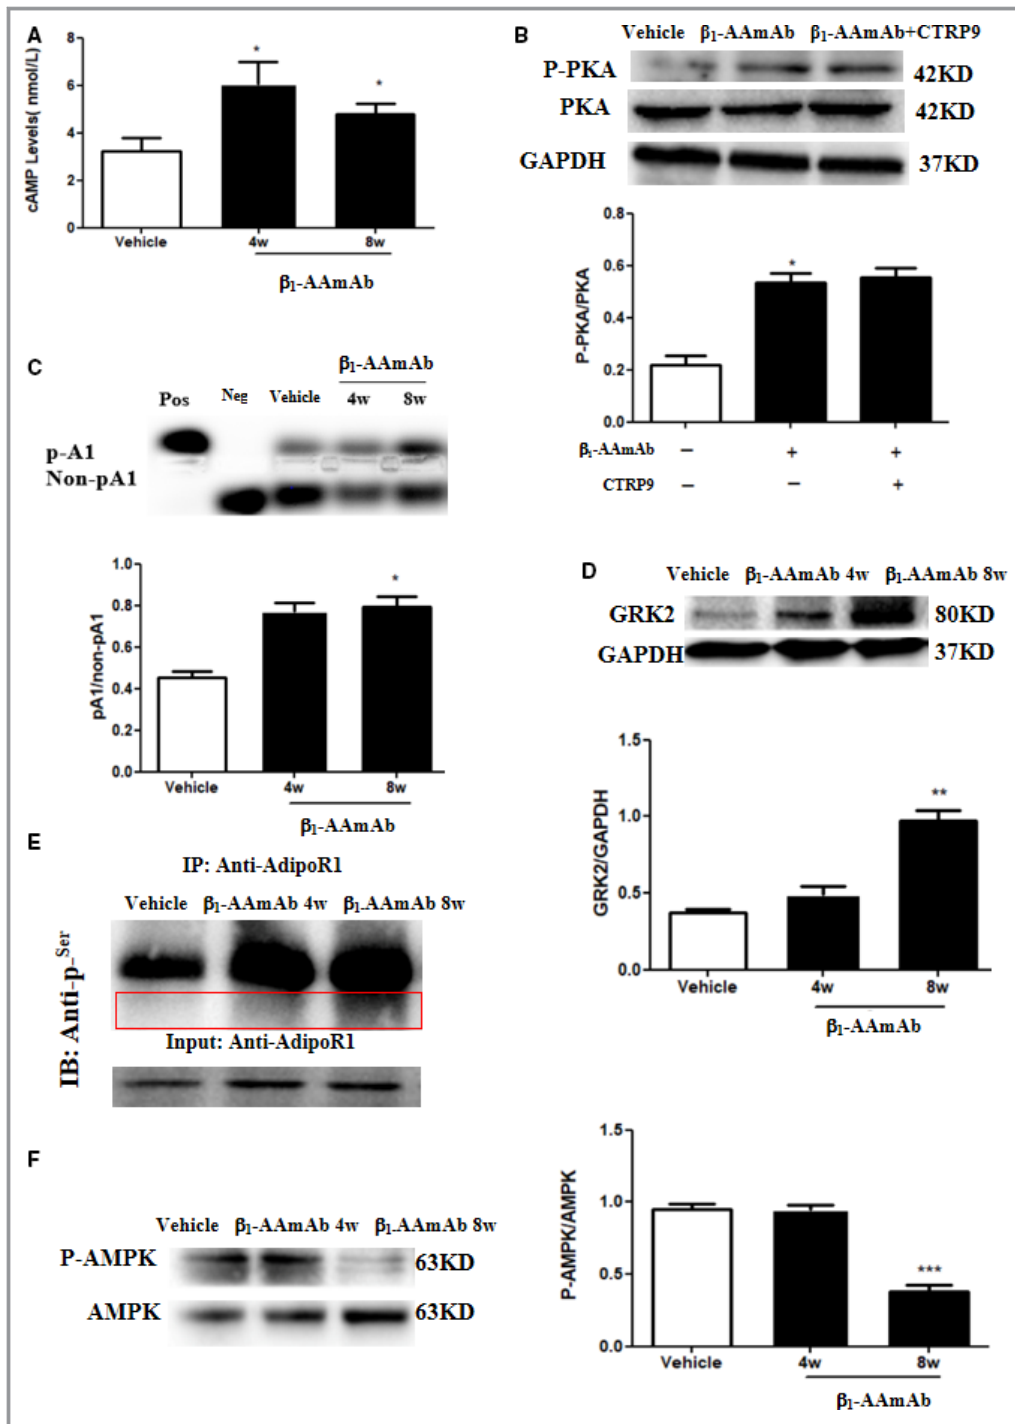 A
cAMP Levels( nmol/L)
8
6
4
2
0
*
*
Vehicle 4w 8w
β1-AAmAb
B
Vehicle β1-AAmAb β1-AAmAb+CTRP9
P-PKA 42KD
PKA 42KD
GAPDH 37KD
P-PKA/PKA
0.8
0.6
0.4
0.2
0.0
*
β1-AAmAb − + +
CTRP9 − − +
C
β1-AAmAb
Pos Neg Vehicle 4w 8w
p-A1
Non-pA1
pA1/non-pA1
1.0
0.8
0.6
0.4
0.2
0.0
*
Vehicle 4w 8w
β1-AAmAb
D
Vehicle β1-AAmAb 4w β1-AAmAb 8w
GRK2 80KD
GAPDH 37KD
GRK2/GAPDH
1.5
1.0
0.5
0.0
**
Vehicle 4w 8w
β1-AAmAb
E
IP: Anti-AdipoR1
Vehicle β1-AAmAb 4w β1-AAmAb 8w
IB: Anti-p-Ser
Input: Anti-AdipoR1
F
Vehicle β1-AAmAb 4w β1-AAmAb 8w
P-AMPK 63KD
AMPK 63KD
P-AMPK/AMPK
1.5
1.0
0.5
0.0
***
Vehicle 4w 8w
β1-AAmAb